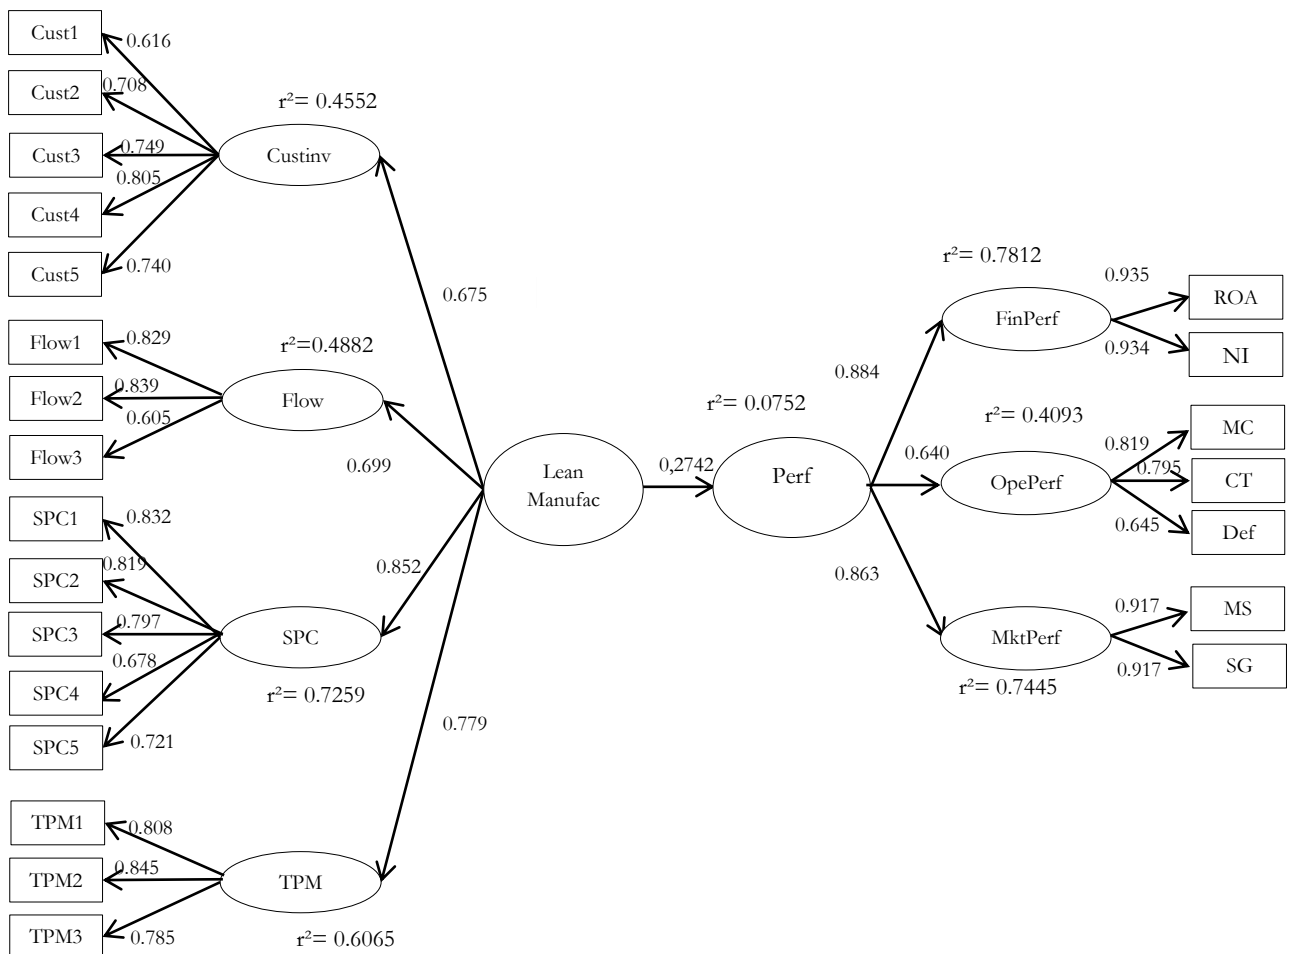 Cust1
0.616
Cust2
0.708
Cust3
0.749
Cust4
0.805
Cust5
0.740
r²= 0.4552
Custinv
0.675
Flow1
0.829
Flow2
0.839
Flow3
0.605
r²=0.4882
Flow
0.699
SPC1
0.832
SPC2
0.819
SPC3
0.797
SPC4
0.678
SPC5
0.721
SPC
r²= 0.7259
0.852
TPM1
0.808
TPM2
0.845
TPM3
0.785
TPM
r²= 0.6065
0.779
Lean
Manufac
0,2742
r²= 0.0752
Perf
0.884
0.640
0.863
r²= 0.7812
FinPerf
0.935
ROA
0.934
NI
r²= 0.4093
OpePerf
0.819
MC
0.795
CT
0.645
Def
MktPerf
r²= 0.7445
0.917
MS
0.917
SG